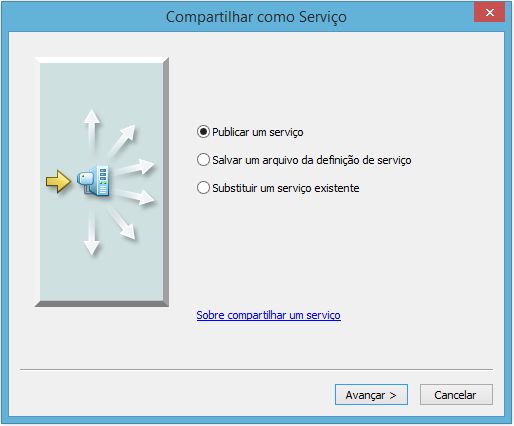 Compartilhar como Serviço
Publicar um serviço
Salvar um arquivo da definição de serviço
Substituir um serviço existente
Sobre compartilhar um serviço
Avançar >
Cancelar